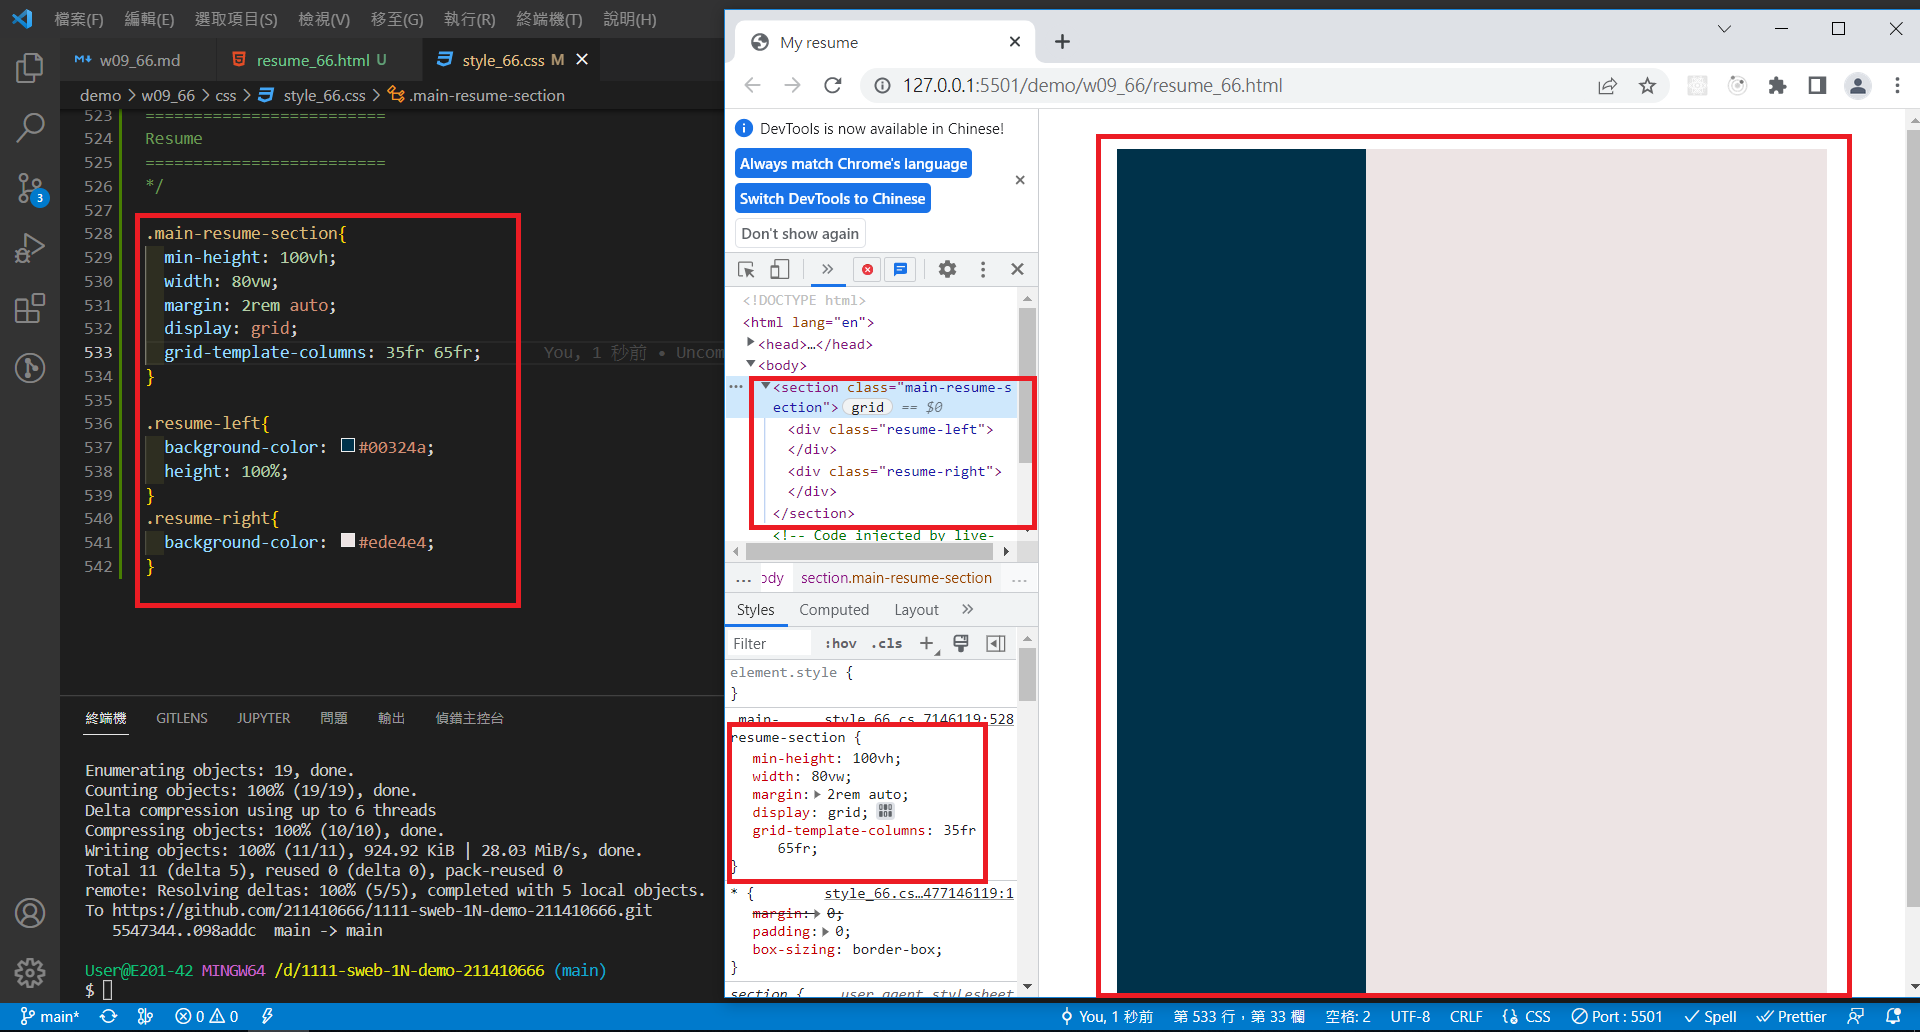 檔案(F) 編輯(E) 選取項目(S) 檢視(V) 移至(G) 執行(R) 終端機(T) 說明(H)
w09_66.md
resume_66.html U
style_66.css M
demo > w09_66 > css > style_66.css > .main-resume-section
523 =========================
524 Resume
525 =========================
526 */
527
528 .main-resume-section{
529 min-height: 100vh;
530 width: 80vw;
531 margin: 2rem auto;
532 display: grid;
533 grid-template-columns: 35fr 65fr; You, 1 秒前 • Uncom
534 }
535
536 .resume-left{
537 background-color: #00324a;
538 height: 100%;
539 }
540 .resume-right{
541 background-color: #ede4e4;
542 }
3
終端機 GITLENS JUPYTER 問題 輸出 偵錯主控台
Enumerating objects: 19, done.
Counting objects: 100% (19/19), done.
Delta compression using up to 6 threads
Compressing objects: 100% (10/10), done.
Writing objects: 100% (11/11), 924.92 KiB | 28.03 MiB/s, done.
Total 11 (delta 5), reused 0 (delta 0), pack-reused 0
remote: Resolving deltas: 100% (5/5), completed with 5 local objects.
To https://github.com/211410666/1111-sweb-1N-demo-211410666.git
5547344..098addc main -> main
User@E201-42 MINGW64 /d/1111-sweb-1N-demo-211410666 (main)
$
My resume
127.0.0.1:5501/demo/w09_66/resume_66.html
DevTools is now available in Chinese!
Always match Chrome's language
Switch DevTools to Chinese
Don't show again
<!DOCTYPE html>
<html lang="en">
<head>…</head>
<body>
<section class="main-resume-s
ection"> grid == $0
<div class="resume-left">
</div>
<div class="resume-right">
</div>
</section>
<!-- Code injected by live-
... ody section.main-resume-section ...
Styles Computed Layout
Filter :hov .cls
element.style {
}
.main- style_66.cs…7146119:528
resume-section {
min-height: 100vh;
width: 80vw;
margin: 2rem auto;
display: grid;
grid-template-columns: 35fr
65fr;
}
* { style_66.cs…477146119:1
margin: 0;
padding: 0;
box-sizing: border-box;
}
section { user agent stylesheet
main* 0 0 You, 1 秒前 第 533 行，第 33 欄 空格: 2 UTF-8 CRLF CSS Port : 5501 Spell Prettier